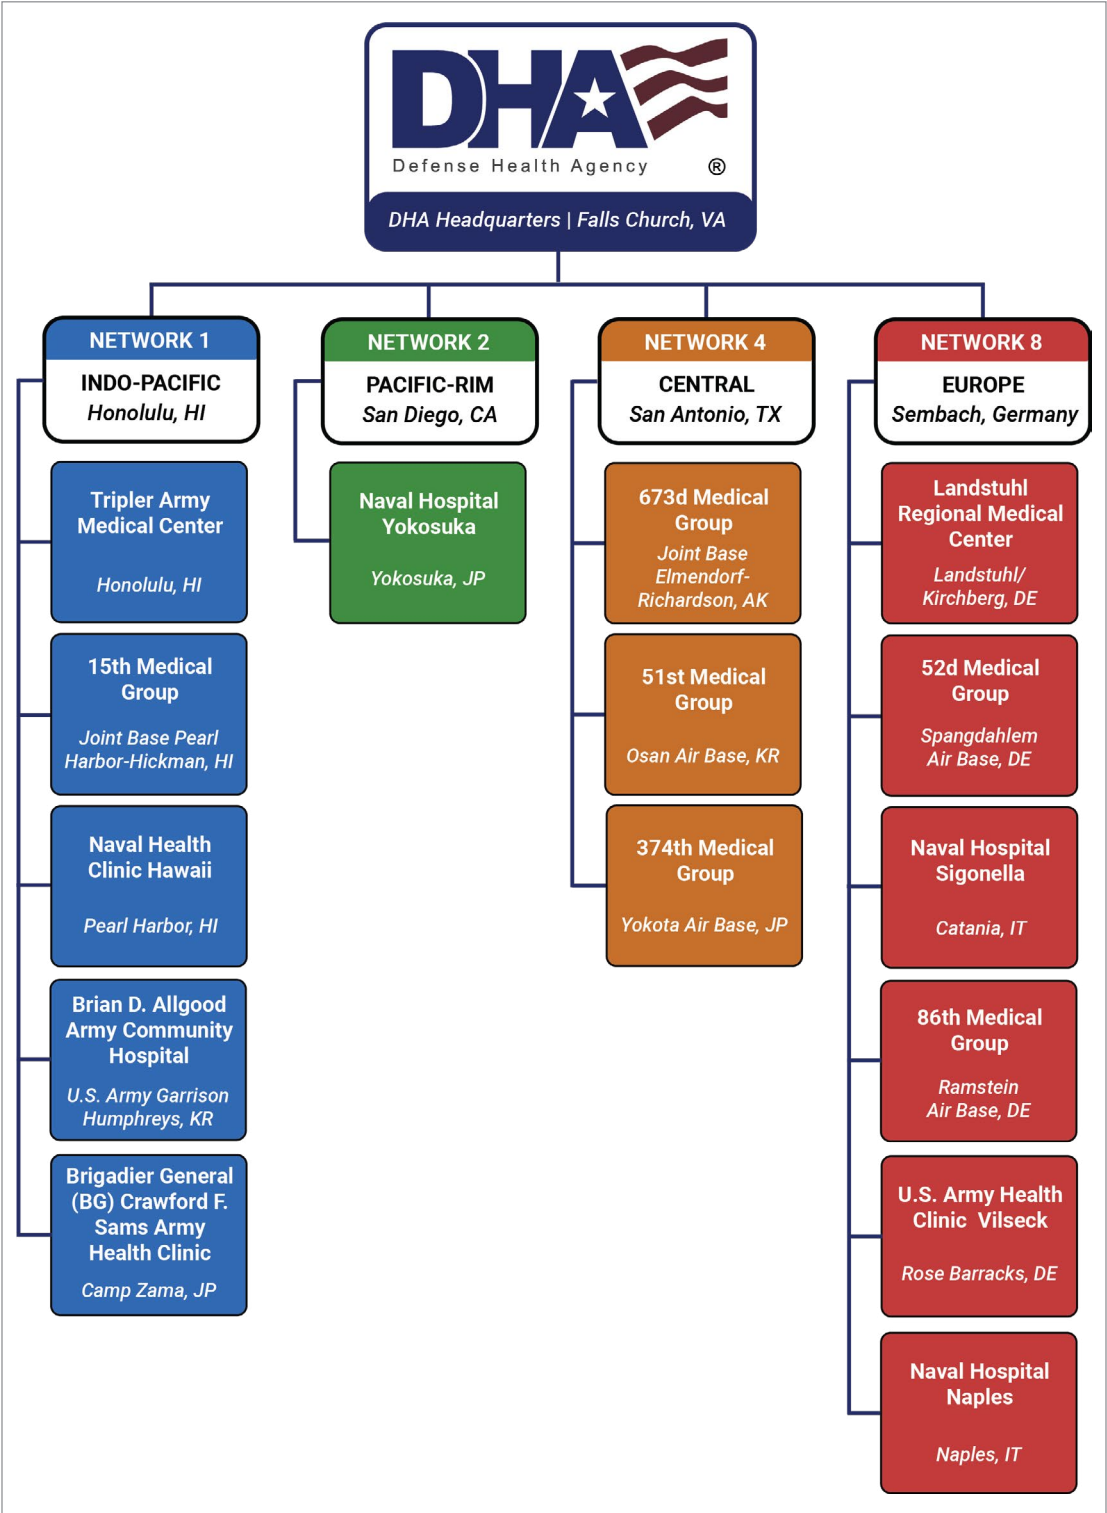 DHA
Defense Health Agency ®
DHA Headquarters | Falls Church, VA
NETWORK 1
INDO-PACIFIC
Honolulu, HI
Tripler Army
Medical Center
Honolulu, HI
15th Medical
Group
Joint Base Pearl
Harbor-Hickman, HI
Naval Health
Clinic Hawaii
Pearl Harbor, HI
Brian D. Allgood
Army Community
Hospital
U.S. Army Garrison
Humphreys, KR
Brigadier General
(BG) Crawford F.
Sams Army
Health Clinic
Camp Zama, JP
NETWORK 2
PACIFIC-RIM
San Diego, CA
Naval Hospital
Yokosuka
Yokosuka, JP
NETWORK 4
CENTRAL
San Antonio, TX
673d Medical
Group
Joint Base
Elmendorf-
Richardson, AK
51st Medical
Group
Osan Air Base, KR
374th Medical
Group
Yokota Air Base, JP
NETWORK 8
EUROPE
Sembach, Germany
Landstuhl
Regional Medical
Center
Landstuhl/
Kirchberg, DE
52d Medical
Group
Spangdahlem
Air Base, DE
Naval Hospital
Sigonella
Catania, IT
86th Medical
Group
Ramstein
Air Base, DE
U.S. Army Health
Clinic Vilseck
Rose Barracks, DE
Naval Hospital
Naples
Naples, IT